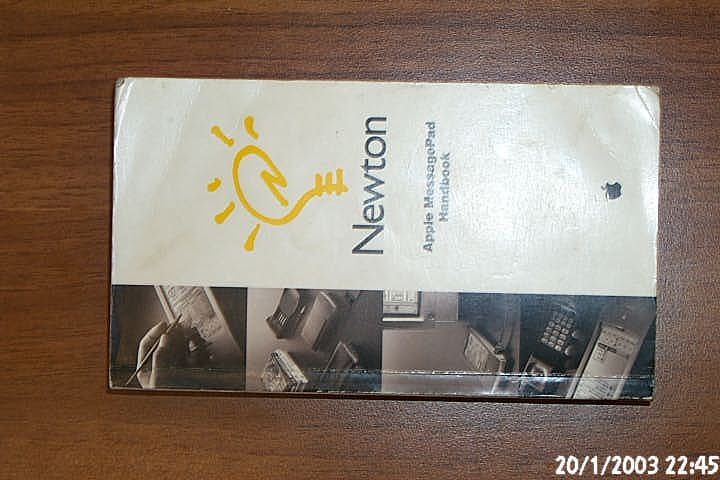 Newton
Apple MessagePad
Handbook
20/1/2003 22:45